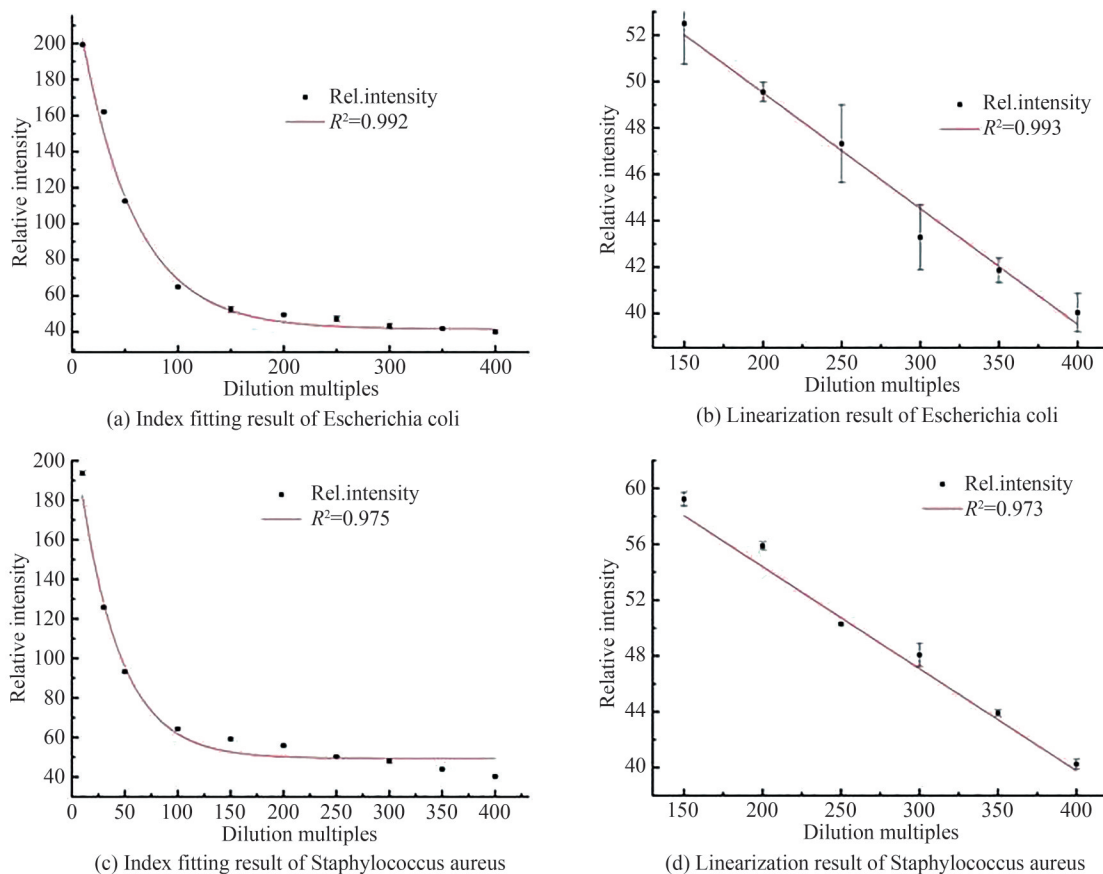 200
160
120
100
80
60
40
0
100
200
300
400
Relative intensity
Rel.intensity
R²=0.992
Dilution multiples
(a) Index fitting result of Escherichia coli
52
50
48
46
44
42
40
150
200
250
300
350
400
Relative intensity
Rel.intensity
R²=0.993
Dilution multiples
(b) Linearization result of Escherichia coli
200
180
160
140
120
100
80
60
40
0
50
100
150
200
250
300
350
400
Relative intensity
Rel.intensity
R²=0.975
Dilution multiples
(c) Index fitting result of Staphylococcus aureus
60
56
52
48
44
40
150
200
250
300
350
400
Relative intensity
Rel.intensity
R²=0.973
Dilution multiples
(d) Linearization result of Staphylococcus aureus